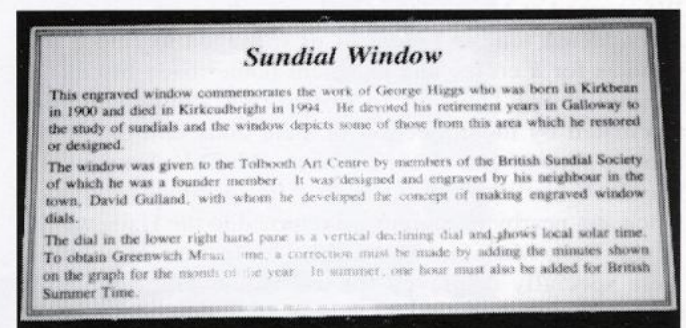 Sundial Window
This engraved window commemorates the work of George Higgs who was born in Kirkbean
in 1900 and died in Kirkcudbright in 1994. He devoted his retirement years in Galloway to
the study of sundials and the window depicts some of those from this area which he restored
or designed.
The window was given to the Tolbooth Art Centre by members of the British Sundial Society
of which he was a founder member. It was designed and engraved by his neighbour in the
town, David Gulland, with whom he developed the concept of making engraved window
dials.
The dial in the lower right hand pane is a vertical declining dial and shows local solar time.
To obtain Greenwich Mean me, a correction must be made by adding the minutes shown
on the graph for the month of the year. In summer, one hour must also be added for British
Summer Time.